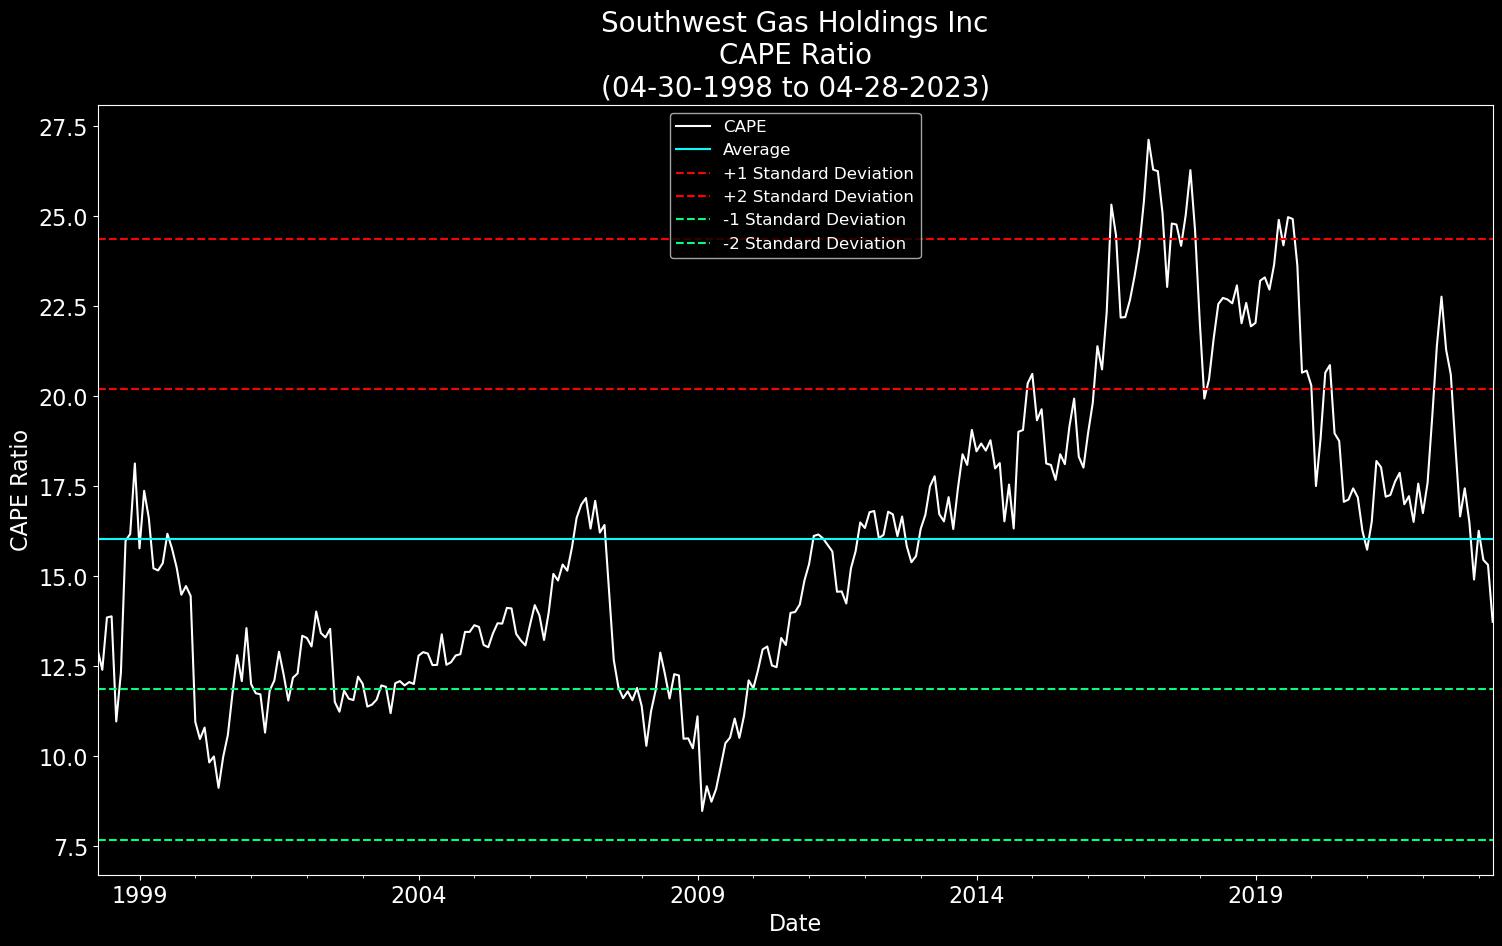 Southwest Gas Holdings Inc
CAPE Ratio
(04-30-1998 to 04-28-2023)
CAPE
Average
+1 Standard Deviation
+2 Standard Deviation
-1 Standard Deviation
-2 Standard Deviation
CAPE Ratio
27.5
25.0
22.5
20.0
17.5
15.0
12.5
10.0
7.5
1999
2004
2009
2014
2019
Date